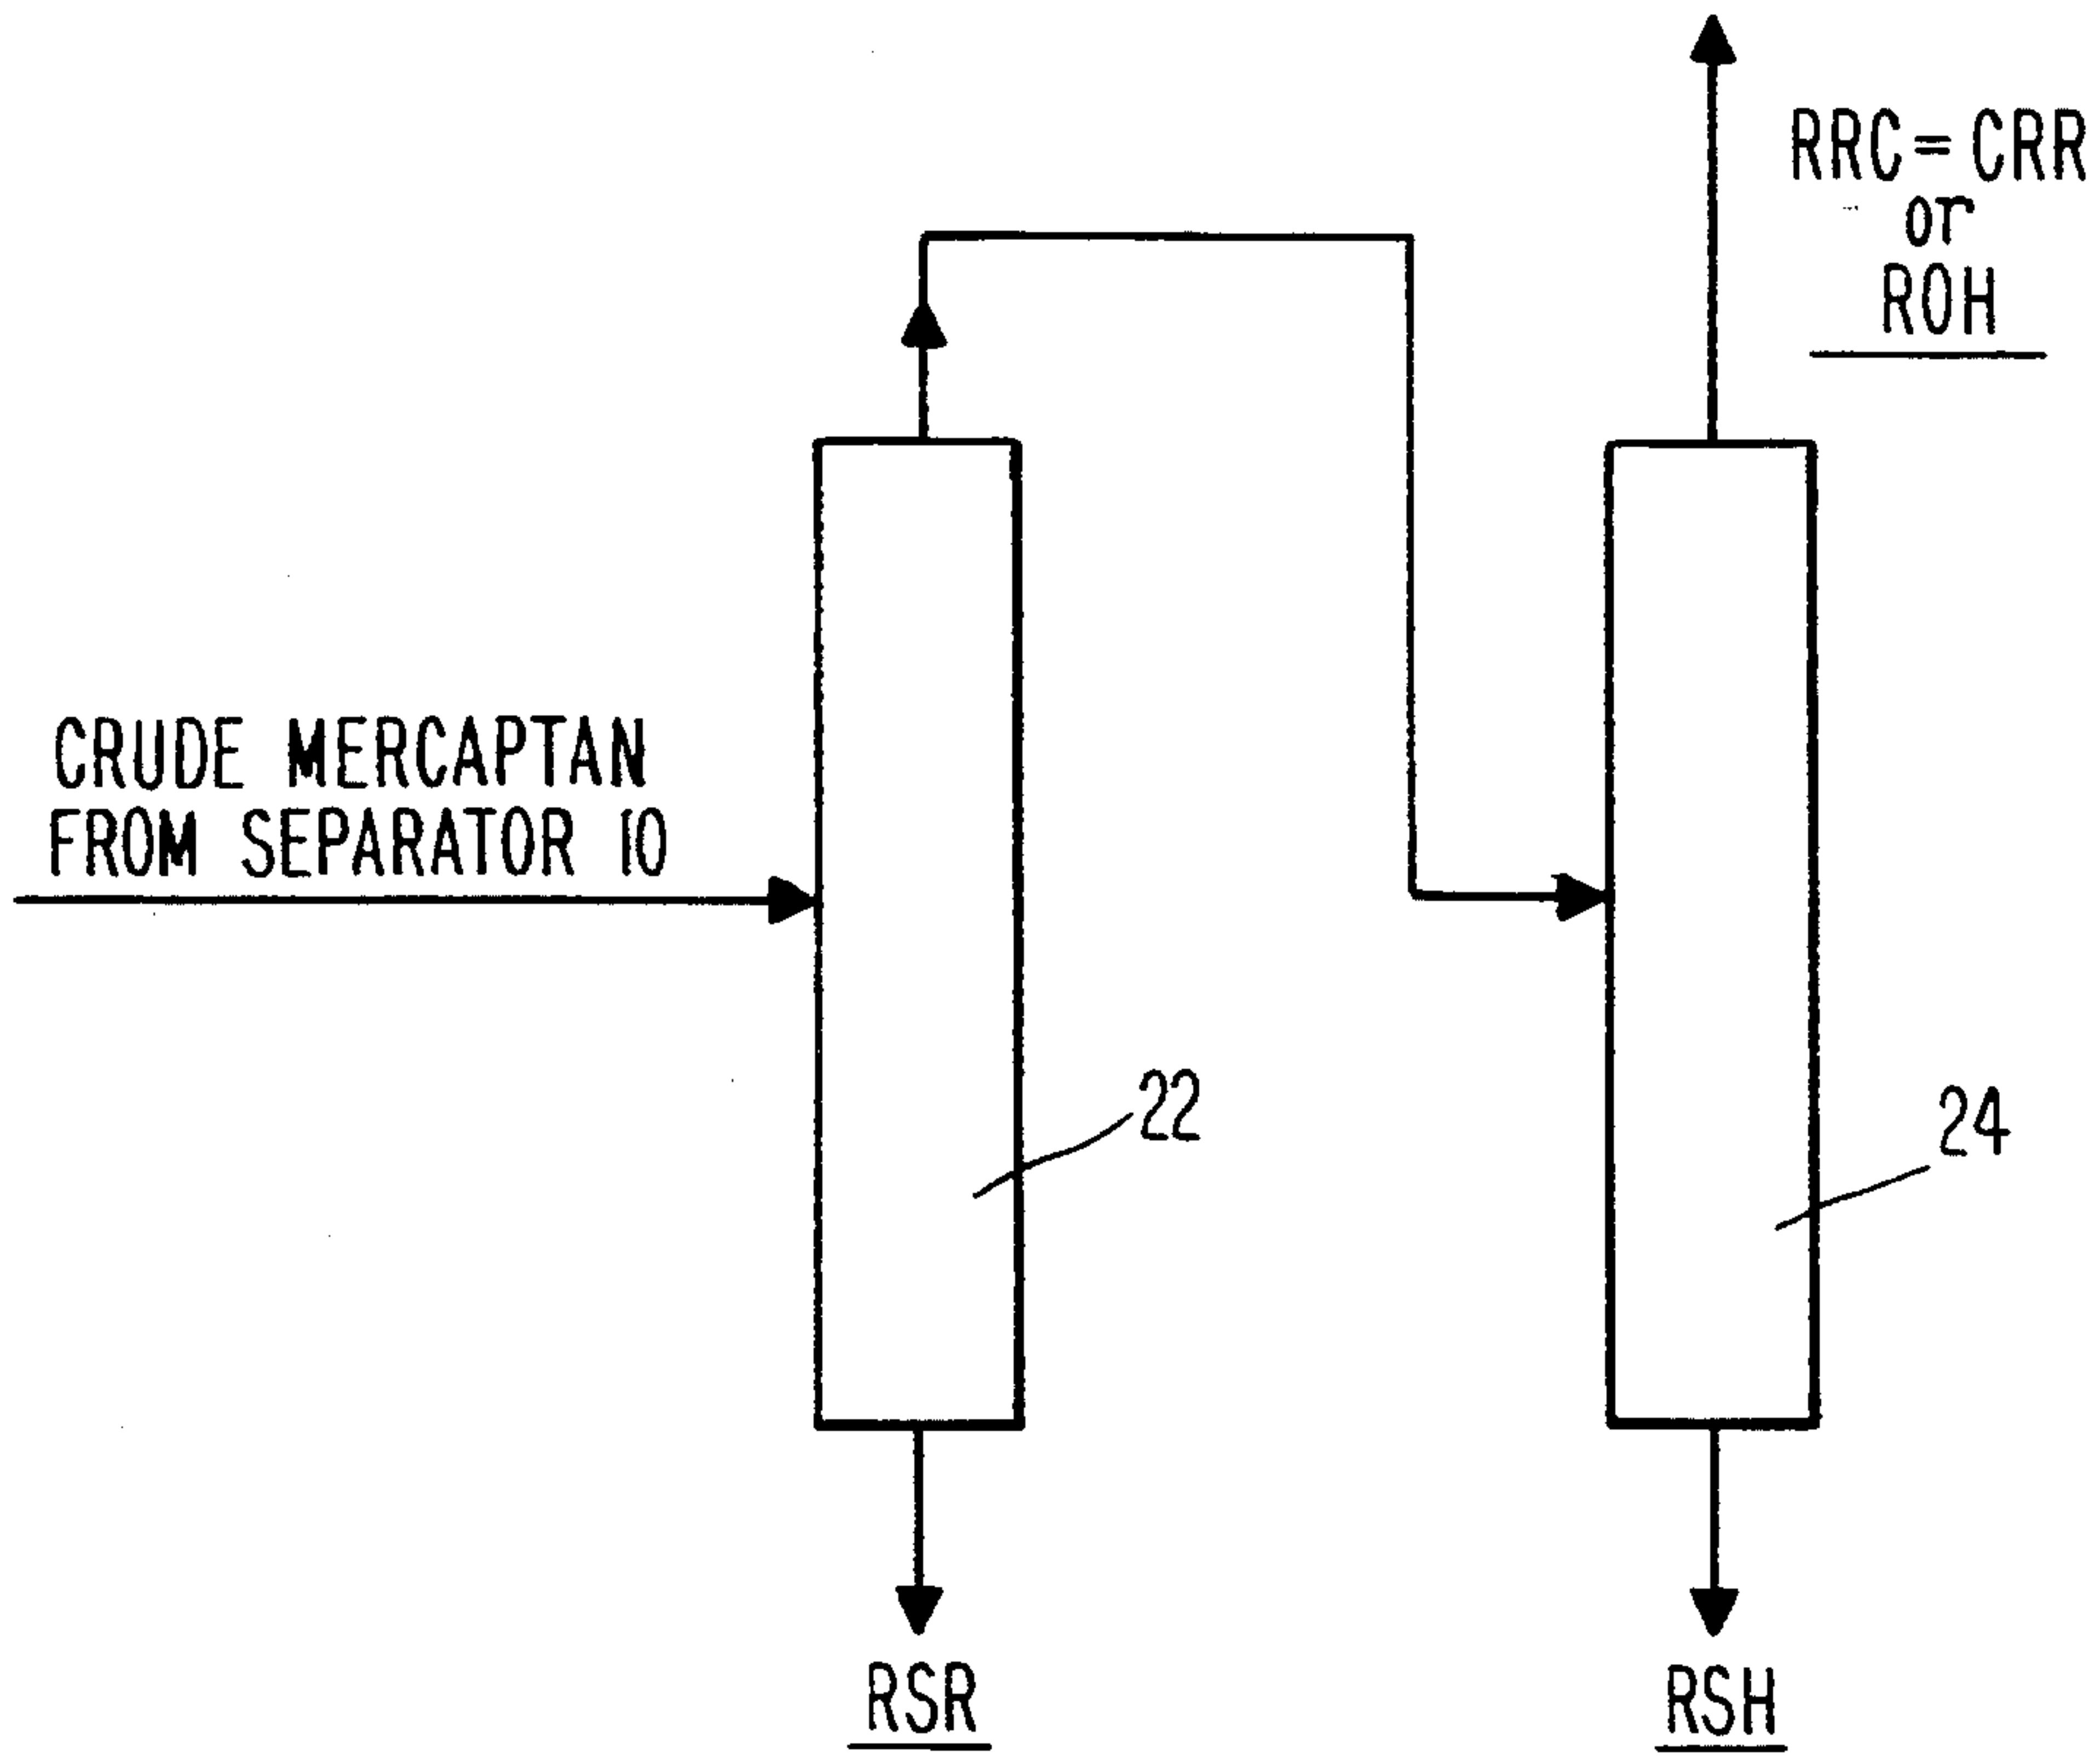 RRC = CRR
or
ROH
CRUDE MERCAPTAN
FROM SEPARATOR 10
22
24
RSR
RSH